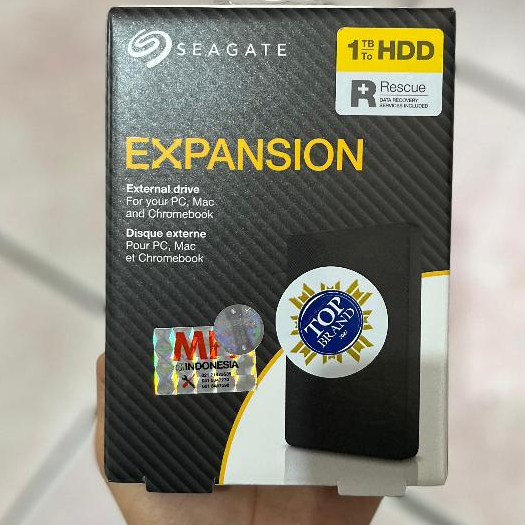 SEAGATE
1TB To HDD
Rescue
DATA RECOVERY
SERVICES INCLUDED
EXPANSION
External drive
For your PC, Mac
and Chromebook
Disque externe
Pour PC, Mac
et Chromebook
TOP
BRAND
INDONESIA